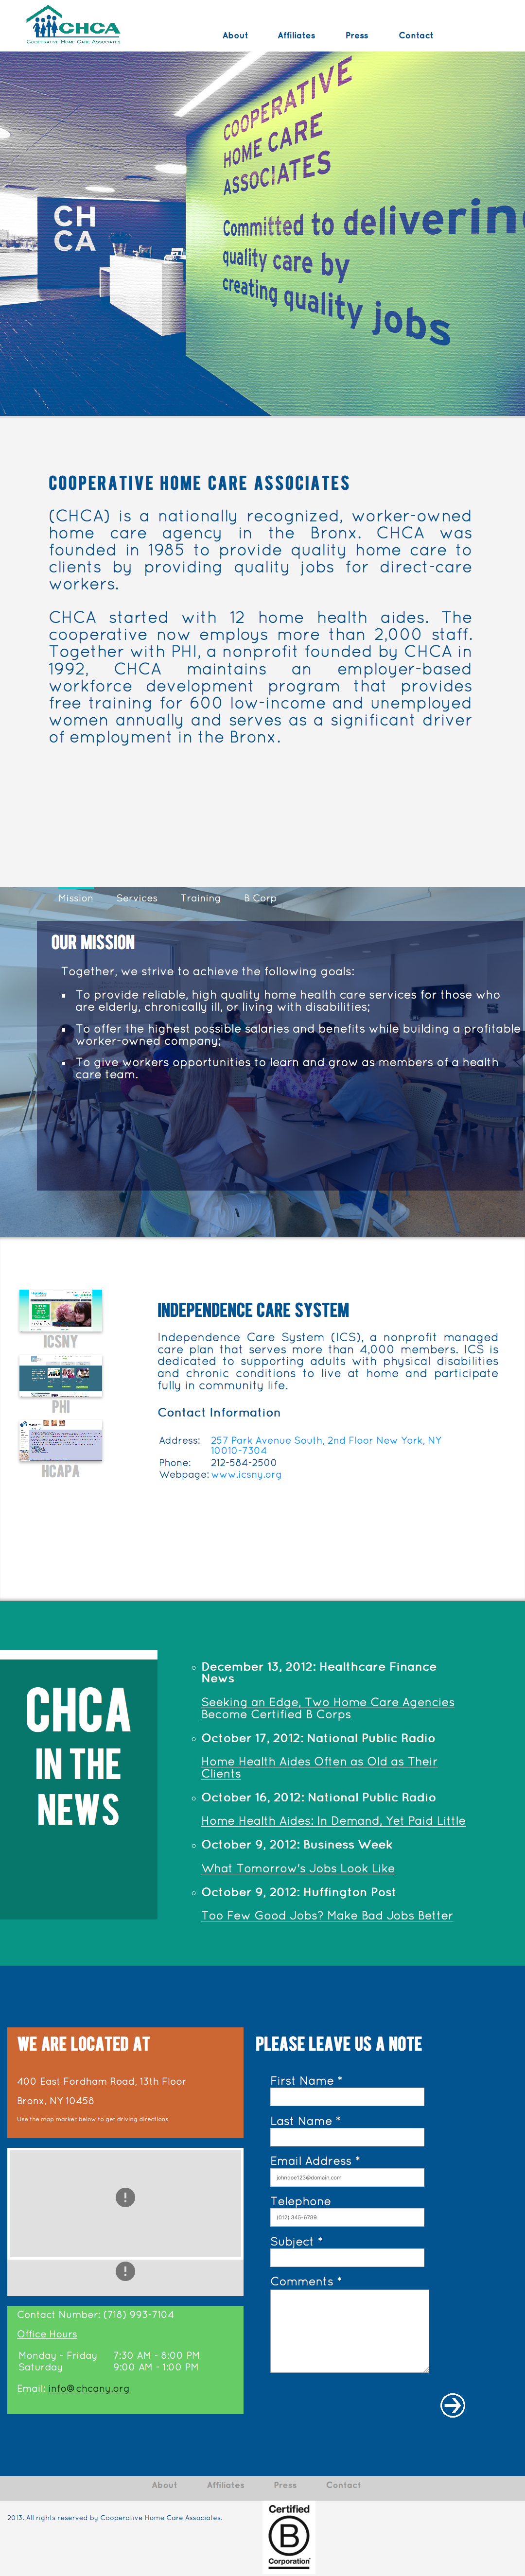 CHCA
COOPERATIVE HOME CARE ASSOCIATES
About Affiliates Press Contact
CH
CA
COOPERATIVE
HOME CARE
ASSOCIATES
Committed to delivering
quality care by
creating quality jobs
COOPERATIVE HOME CARE ASSOCIATES
(CHCA) is a nationally recognized, worker-owned
home care agency in the Bronx. CHCA was
founded in 1985 to provide quality home care to
clients by providing quality jobs for direct-care
workers.
CHCA started with 12 home health aides. The
cooperative now employs more than 2,000 staff.
Together with PHI, a nonprofit founded by CHCA in
1992, CHCA maintains an employer-based
workforce development program that provides
free training for 600 low-income and unemployed
women annually and serves as a significant driver
of employment in the Bronx.
Mission Services Training B Corp
OUR MISSION
Together, we strive to achieve the following goals:
To provide reliable, high quality home health care services for those who
are elderly, chronically ill, or living with disabilities;
To offer the highest possible salaries and benefits while building a profitable
worker-owned company;
To give workers opportunities to learn and grow as members of a health
care team.
ICSNY
PHI
HCAPA
INDEPENDENCE CARE SYSTEM
Independence Care System (ICS), a nonprofit managed
care plan that serves more than 4,000 members. ICS is
dedicated to supporting adults with physical disabilities
and chronic conditions to live at home and participate
fully in community life.
Contact Information
Address: 257 Park Avenue South, 2nd Floor New York, NY
10010-7304
Phone: 212-584-2500
Webpage: www.icsny.org
CHCA
IN THE
NEWS
December 13, 2012: Healthcare Finance
News
Seeking an Edge, Two Home Care Agencies
Become Certified B Corps
October 17, 2012: National Public Radio
Home Health Aides Often as Old as Their
Clients
October 16, 2012: National Public Radio
Home Health Aides: In Demand, Yet Paid Little
October 9, 2012: Business Week
What Tomorrow's Jobs Look Like
October 9, 2012: Huffington Post
Too Few Good Jobs? Make Bad Jobs Better
WE ARE LOCATED AT
400 East Fordham Road, 13th Floor
Bronx, NY 10458
Use the map marker below to get driving directions
Contact Number: (718) 993-7104
Office Hours
Monday - Friday 7:30 AM - 8:00 PM
Saturday 9:00 AM - 1:00 PM
Email: info@chcany.org
PLEASE LEAVE US A NOTE
First Name *
Last Name *
Email Address *
johndoe123@domain.com
Telephone
(012) 345-6789
Subject *
Comments *
About Affiliates Press Contact
2013. All rights reserved by Cooperative Home Care Associates.
Certified
B
Corporation